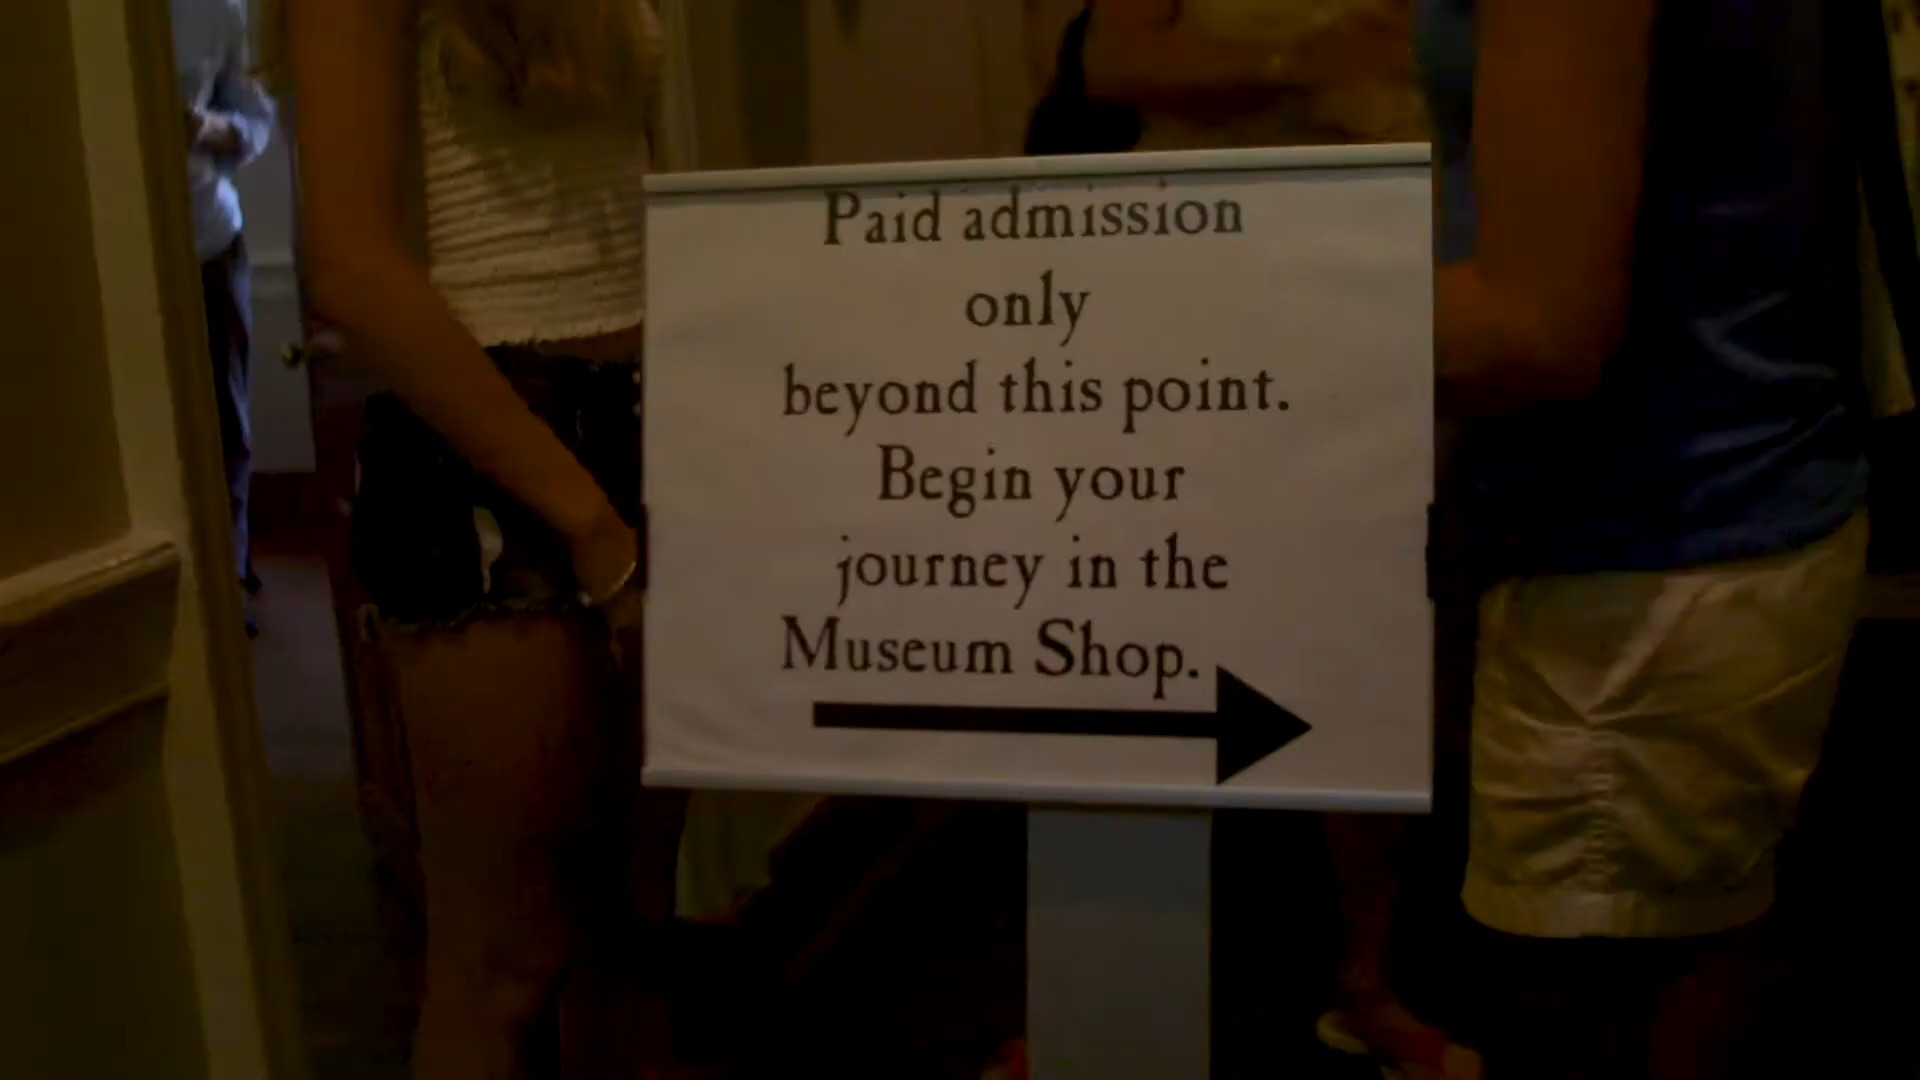 Paid admission
only
beyond this point.
Begin your
journey in the
Museum Shop.